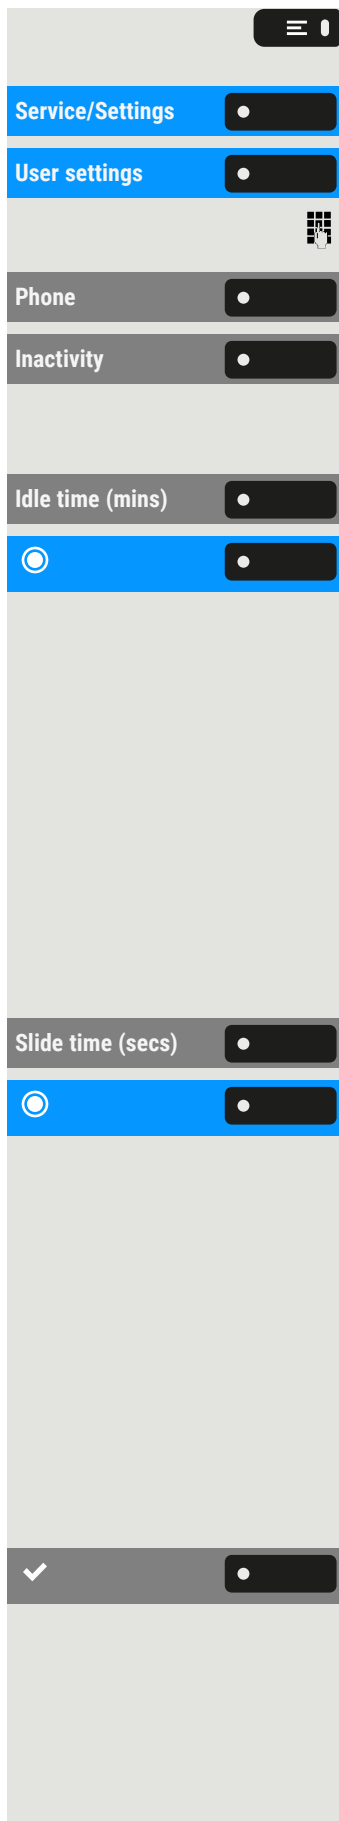 Service/Settings
User settings
Phone
Inactivity
Idle time (mins)
Slide time (secs)